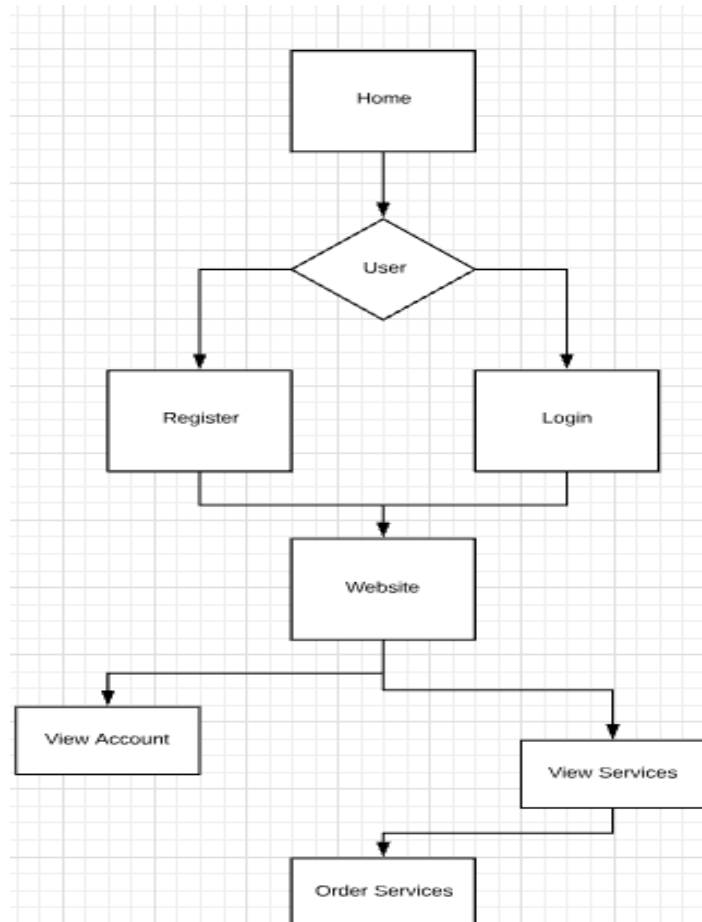 Home
User
Register
Login
Website
View Account
View Services
Order Services